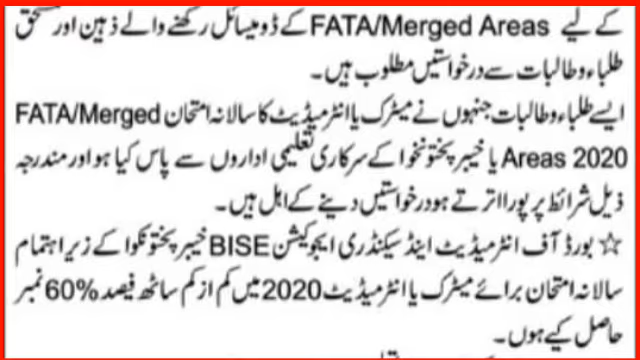 کے لیے FATA/Merged Areas کے ڈومیسائل رکھنے والے ذہین اور مستحق
طلباء و طالبات سے درخواستیں مطلوب ہیں۔
ایسے طلباء و طالبات جنہوں نے میٹرک یا انٹرمیڈیٹ کا سالانہ امتحان FATA/Merged
Areas 2020 یا خیبر پختونخوا کے سرکاری تعلیمی اداروں سے پاس کیا ہو اور مندرجہ
ذیل شرائط پر پورا اترتے ہو درخواستیں دینے کے اہل ہیں۔
☆ بورڈ آف انٹرمیڈیٹ اینڈ سیکنڈری ایجوکیشن BISE خیبر پختونکوا کے زیر اہتمام
سالانہ امتحان برائے میٹرک یا انٹرمیڈیٹ 2020 میں کم از کم ساٹھ فیصد 60% نمبر
حاصل کیے ہوں۔